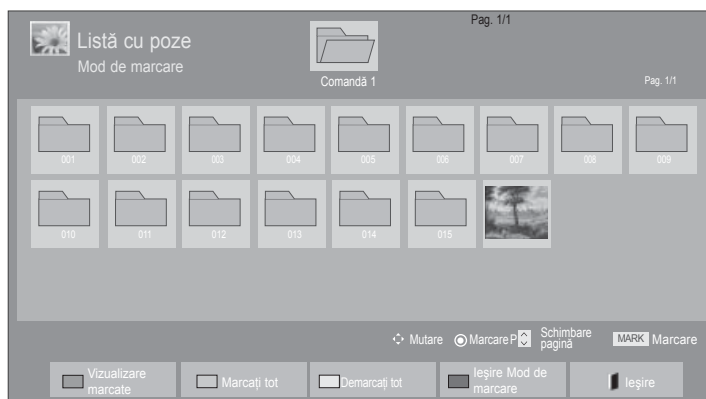 Pag. 1/1
Listă cu poze
Mod de marcare
Comandă 1
Pag. 1/1
001 002 003 004 005 006 007 008 009
010 011 012 013 014 015
Mutare Marcare P Schimbare pagină MARK Marcare
Vizualizare marcate
Marcați tot
Demarcați tot
Ieşire Mod de marcare
Ieşire